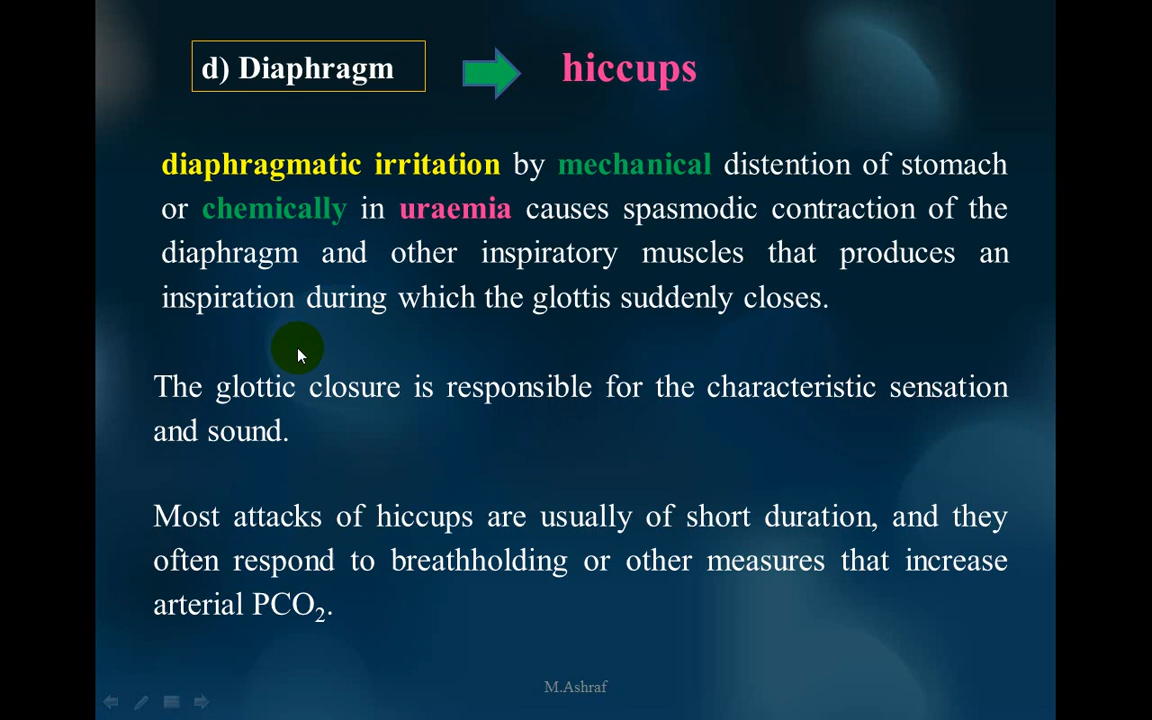 d) Diaphragm
hiccups
diaphragmatic irritation by mechanical distention of stomach
or chemically in uraemia causes spasmodic contraction of the
diaphragm and other inspiratory muscles that produces an
inspiration during which the glottis suddenly closes.
The glottic closure is responsible for the characteristic sensation
and sound.
Most attacks of hiccups are usually of short duration, and they
often respond to breathholding or other measures that increase
arterial PCO₂.
M.Ashraf